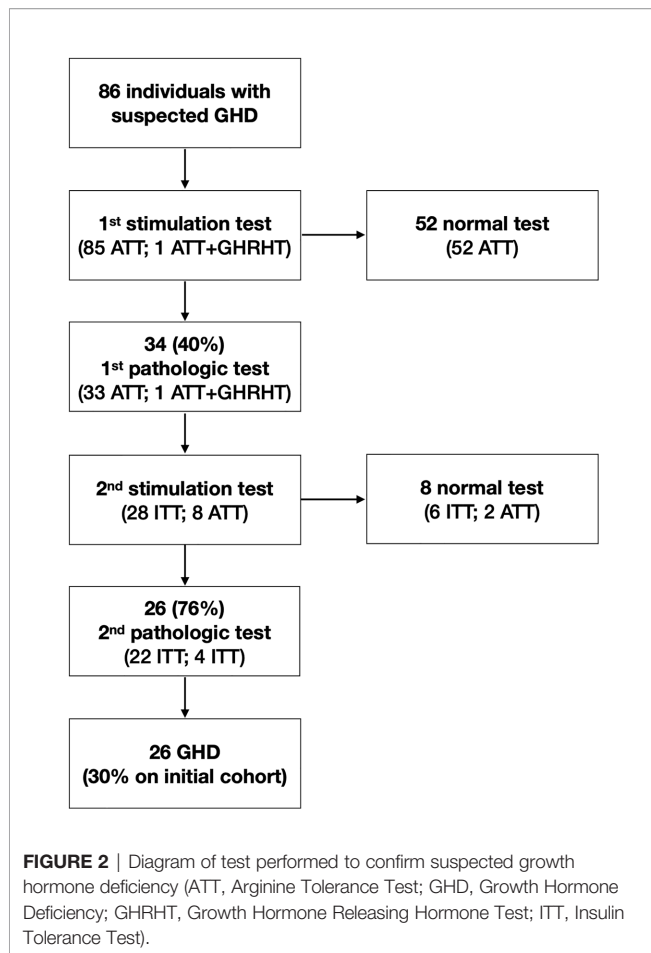 86 individuals with
suspected GHD
1st stimulation test
(85 ATT; 1 ATT+GHRHT)
52 normal test
(52 ATT)
34 (40%)
1st pathologic test
(33 ATT; 1 ATT+GHRHT)
2nd stimulation test
(28 ITT; 8 ATT)
8 normal test
(6 ITT; 2 ATT)
26 (76%)
2nd pathologic test
(22 ITT; 4 ITT)
26 GHD
(30% on initial cohort)
FIGURE 2 | Diagram of test performed to confirm suspected growth
hormone deficiency (ATT, Arginine Tolerance Test; GHD, Growth Hormone
Deficiency; GHRHT, Growth Hormone Releasing Hormone Test; ITT, Insulin
Tolerance Test).